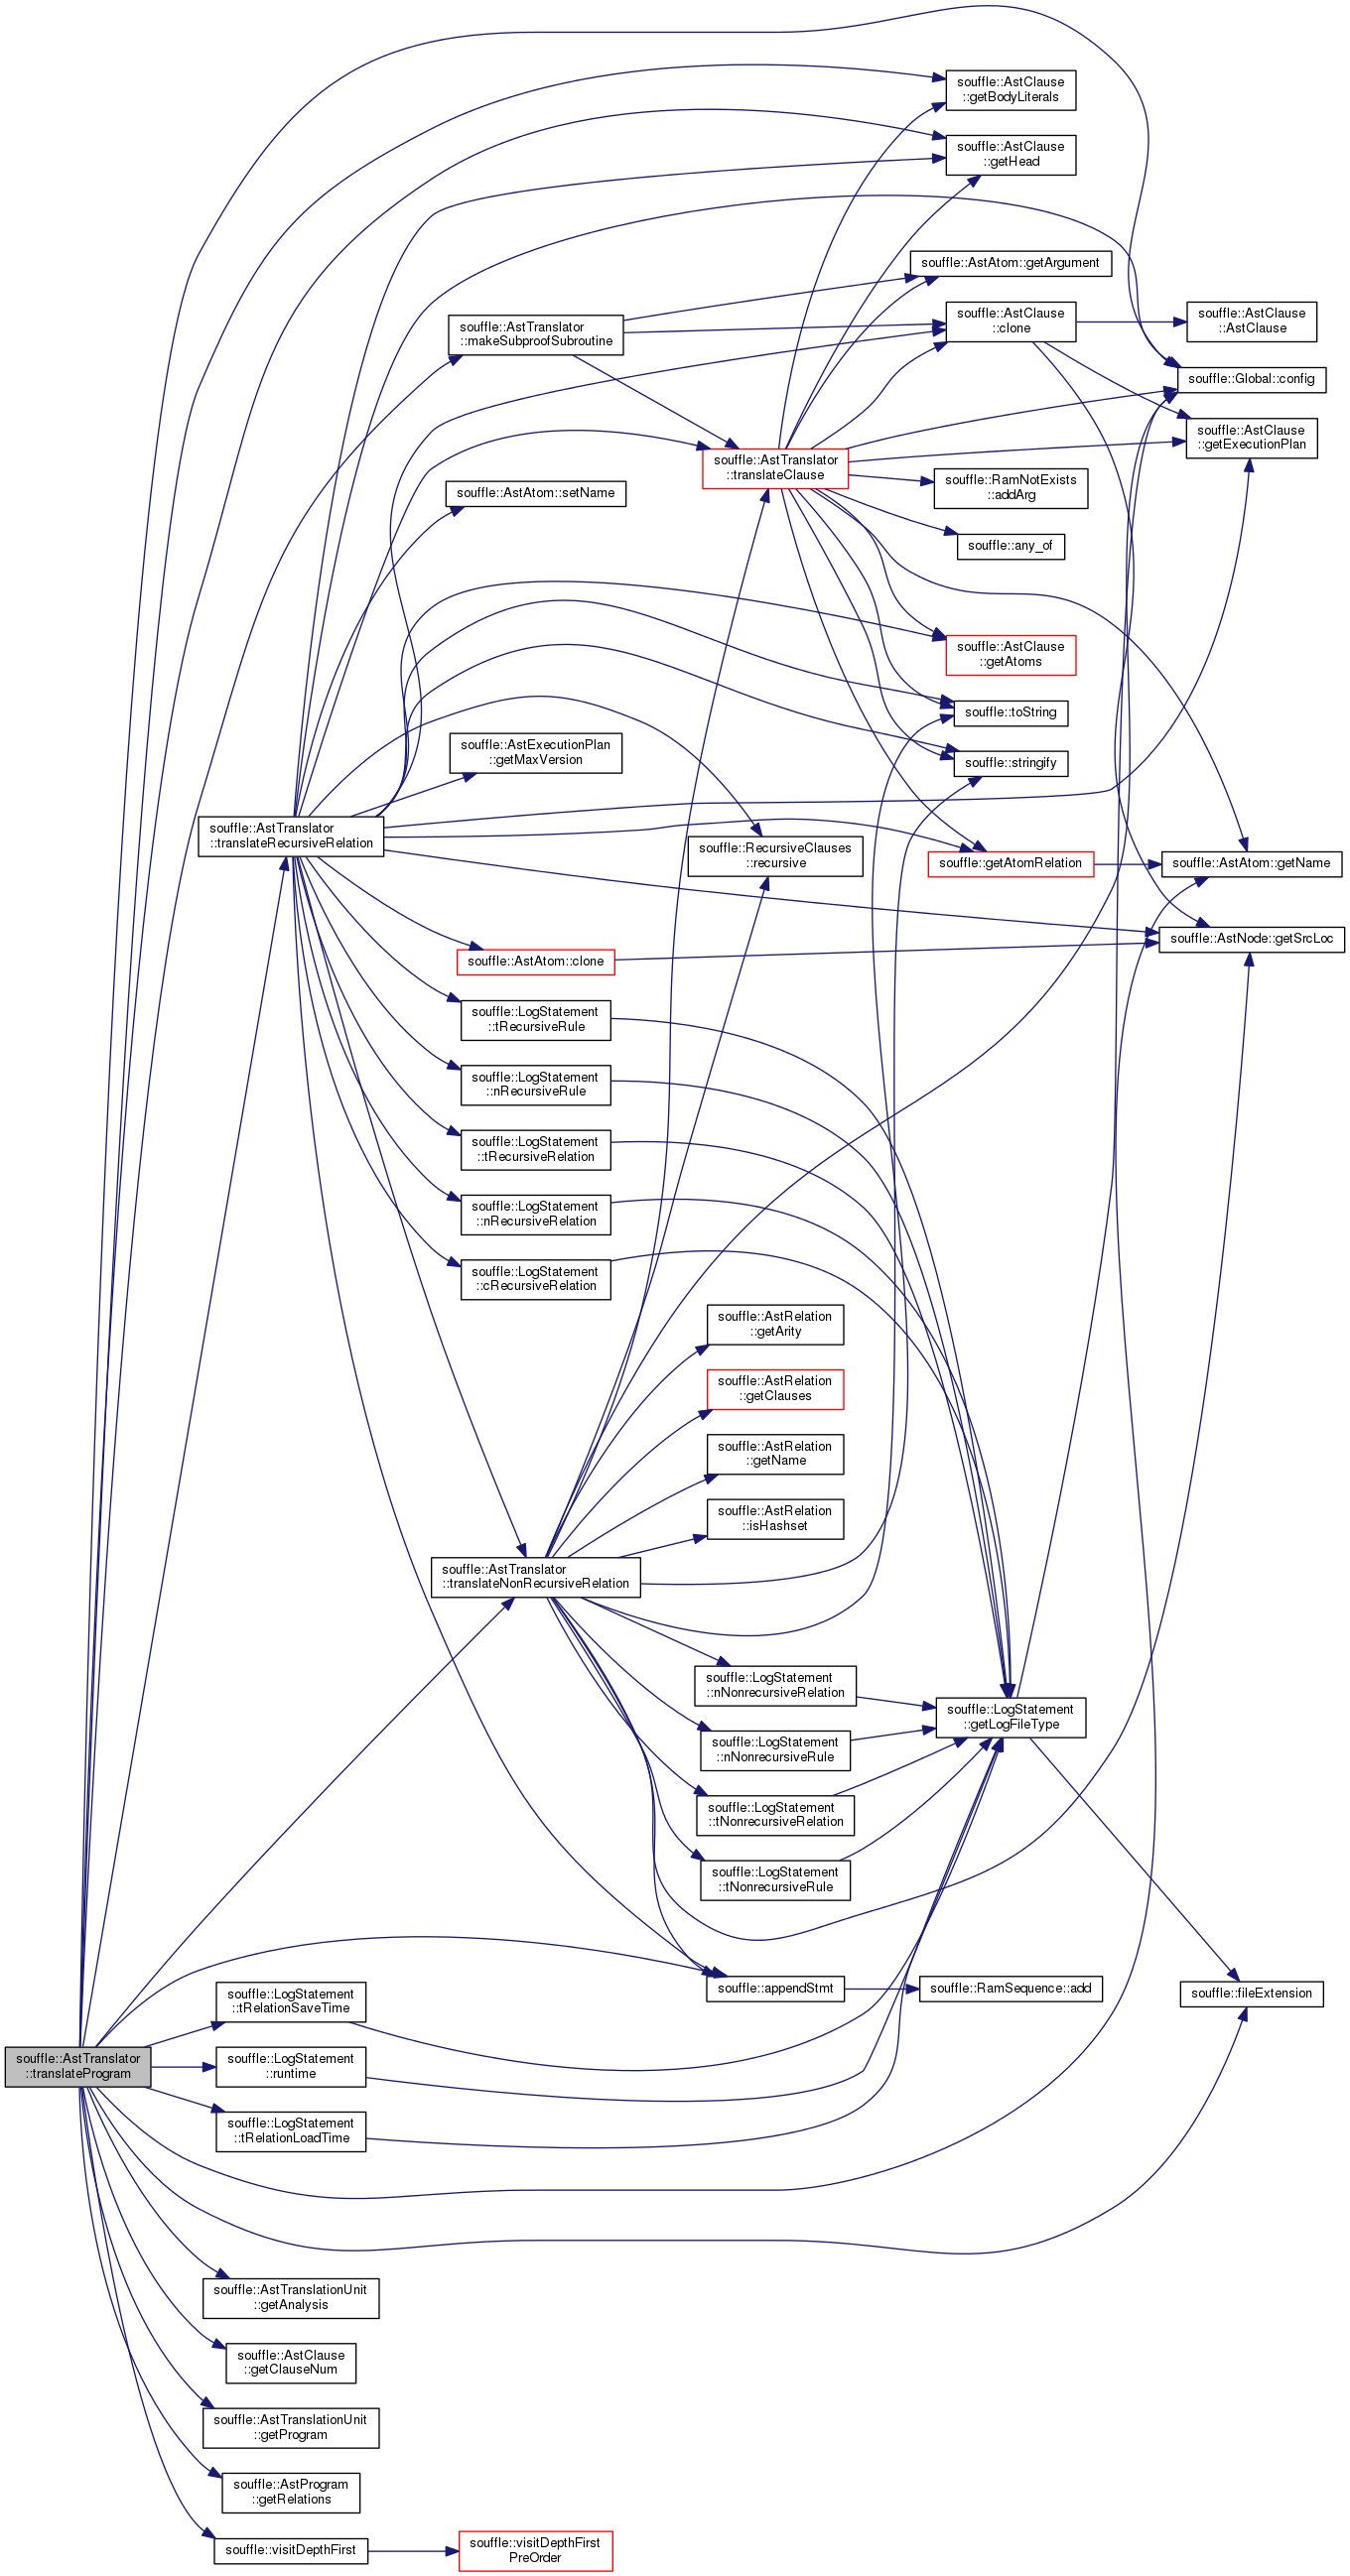 souffle::AstClause
::getBodyLiterals
souffle::AstClause
::getHead
souffle::AstAtom::getArgument
souffle::AstClause
::clone
souffle::AstClause
::AstClause
souffle::AstTranslator
::makeSubproofSubroutine
souffle::Global::config
souffle::AstClause
::getExecutionPlan
souffle::AstTranslator
::translateClause
souffle::AstAtom::setName
souffle::RamNotExists
::addArg
souffle::any_of
souffle::AstClause
::getAtoms
souffle::toString
souffle::AstExecutionPlan
::getMaxVersion
souffle::stringify
souffle::AstTranslator
::translateRecursiveRelation
souffle::RecursiveClauses
::recursive
souffle::getAtomRelation
souffle::AstAtom::getName
souffle::AstNode::getSrcLoc
souffle::AstAtom::clone
souffle::LogStatement
::tRecursiveRule
souffle::LogStatement
::nRecursiveRule
souffle::LogStatement
::tRecursiveRelation
souffle::LogStatement
::nRecursiveRelation
souffle::LogStatement
::cRecursiveRelation
souffle::AstRelation
::getArity
souffle::AstRelation
::getClauses
souffle::AstRelation
::getName
souffle::AstRelation
::isHashset
souffle::AstTranslator
::translateNonRecursiveRelation
souffle::LogStatement
::nNonrecursiveRelation
souffle::LogStatement
::getLogFileType
souffle::LogStatement
::nNonrecursiveRule
souffle::LogStatement
::tNonrecursiveRelation
souffle::LogStatement
::tNonrecursiveRule
souffle::appendStmt
souffle::RamSequence::add
souffle::fileExtension
souffle::LogStatement
::tRelationSaveTime
souffle::AstTranslator
::translateProgram
souffle::LogStatement
::runtime
souffle::LogStatement
::tRelationLoadTime
souffle::AstTranslationUnit
::getAnalysis
souffle::AstClause
::getClauseNum
souffle::AstTranslationUnit
::getProgram
souffle::AstProgram
::getRelations
souffle::visitDepthFirst
souffle::visitDepthFirst
PreOrder